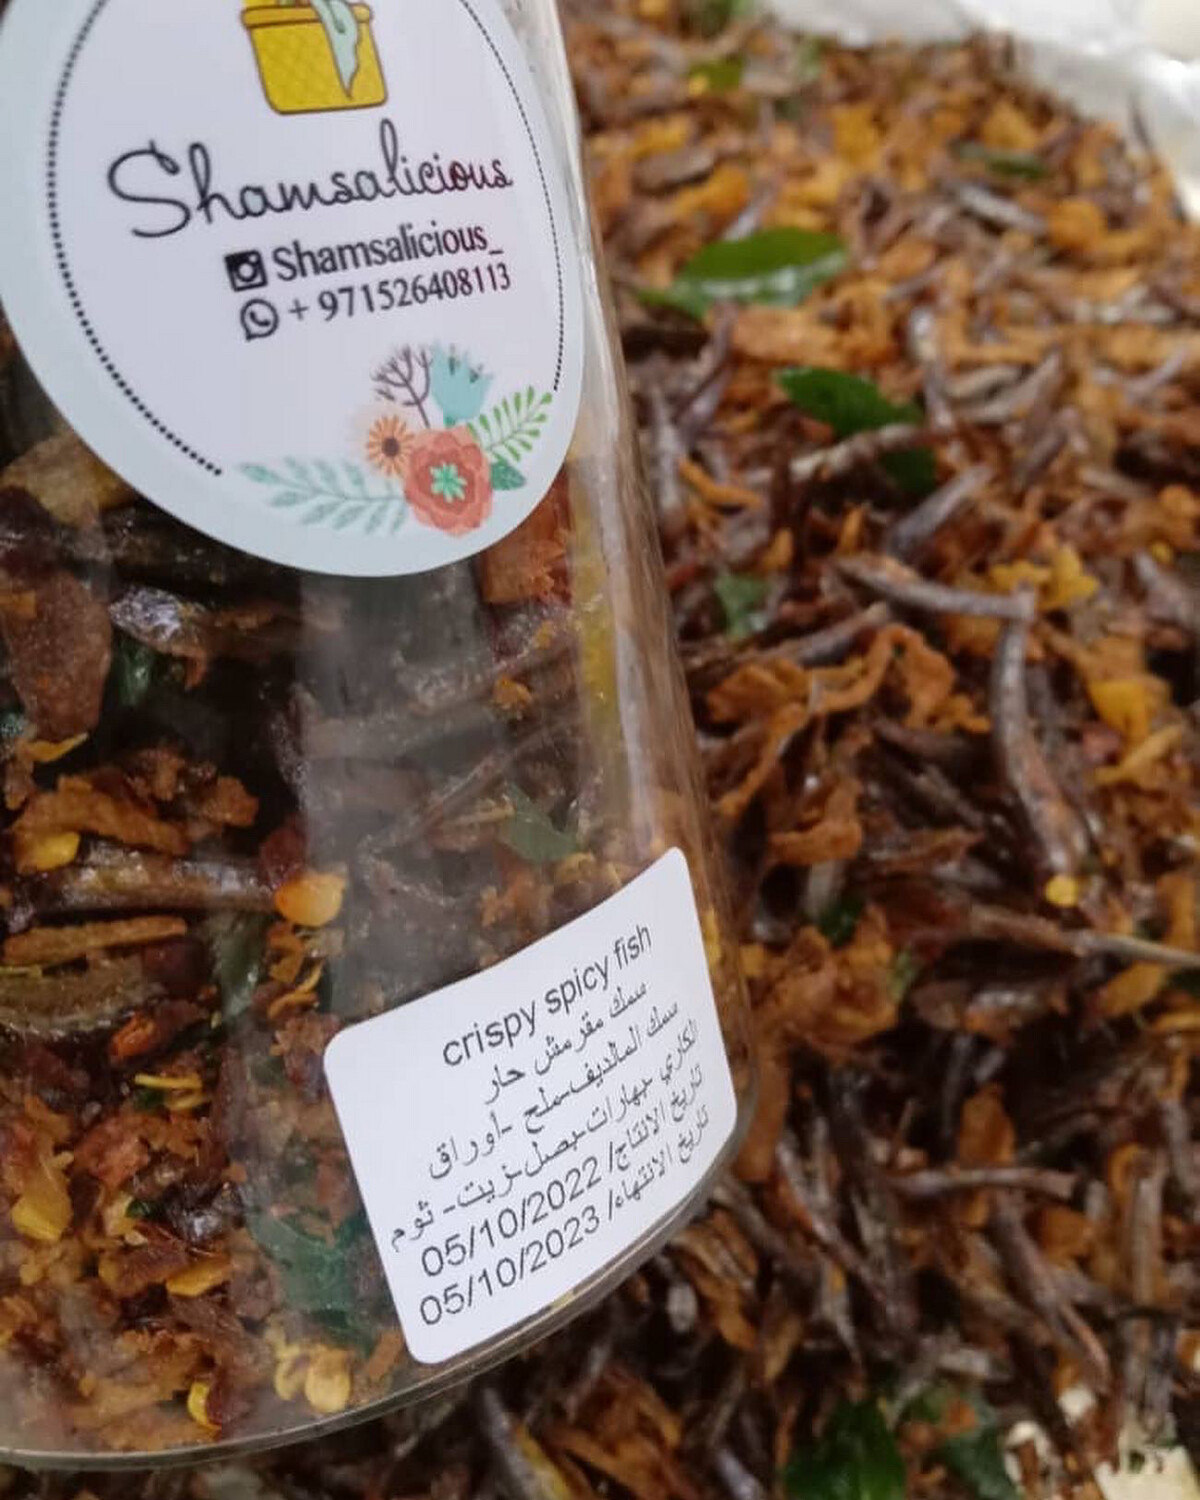 Shamsalicious
Shamsalicious_
+ 971526408113
crispy spicy fish
سمك مقرمش حار
سمك المالديف-ملح -أوراق
الكاري -بهارات-بصل-زيت- ثوم
تاريخ الانتاج/ 05/10/2022
تاريخ الانتهاء/ 05/10/2023